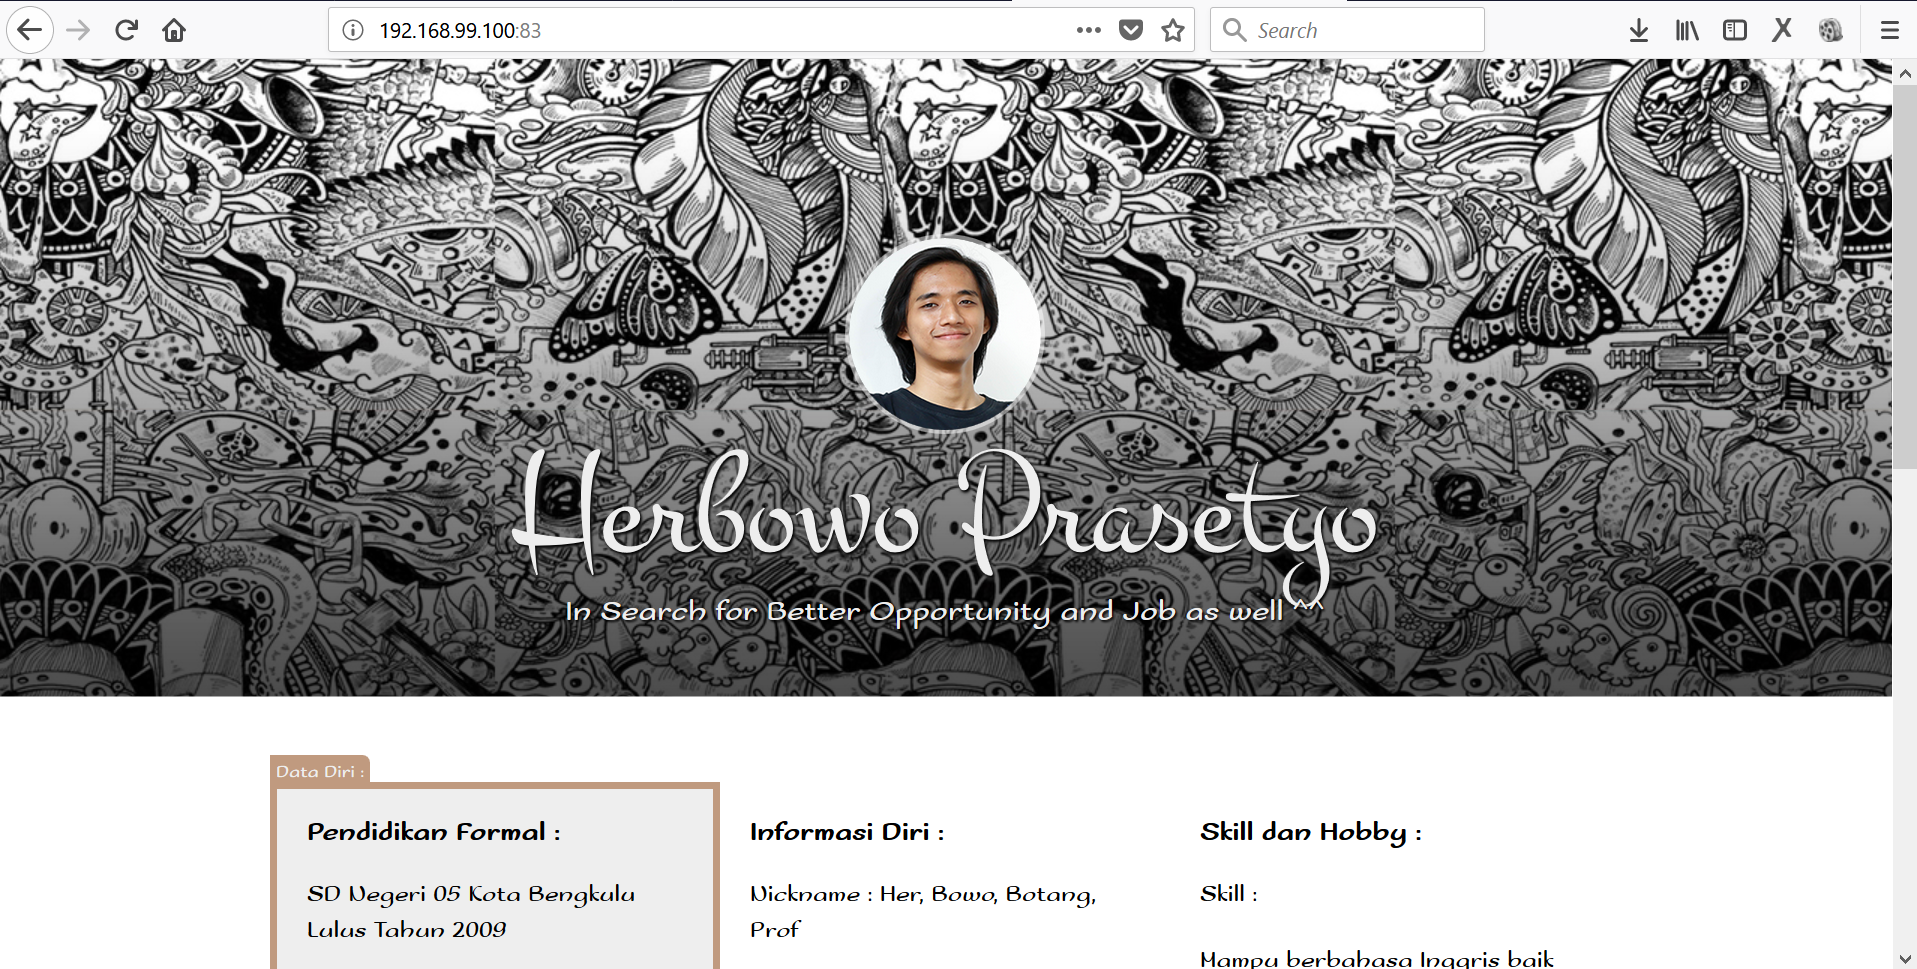 192.168.99.100:83
Search
Herbowo Prasetyo
In Search for Better Opportunity and Job as well ^^
Data Diri :
Pendidikan Formal :
SD Negeri 05 Kota Bengkulu
Lulus Tahun 2009
Informasi Diri :
Nickname : Her, Bowo, Botang,
Prof
Skill dan Hobby :
Skill :
Mampu berbahasa Inggris baik